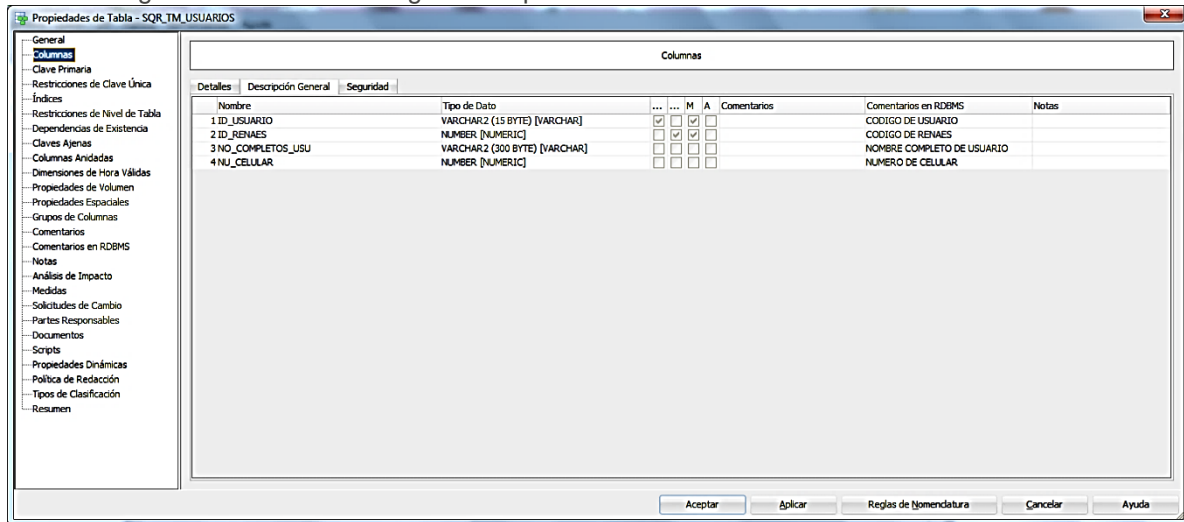 Propiedades de Tabla - SQR_TM_USUARIOS
General
Columnas
Clave Primaria
Restricciones de Clave Única
Índices
Restricciones de Nivel de Tabla
Dependencias de Existencia
Claves Ajenas
Columnas Anidadas
Dimensiones de Hora Válidas
Propiedades de Volumen
Propiedades Espaciales
Grupos de Columnas
Comentarios
Comentarios en RDBMS
Notas
Análisis de Impacto
Medidas
Solicitudes de Cambio
Partes Responsables
Documentos
Scripts
Propiedades Dinámicas
Política de Redacción
Tipos de Clasificación
Resumen
Columnas
Detalles Descripción General Seguridad
Nombre Tipo de Dato ... ... M A Comentarios Comentarios en RDBMS Notas
1 ID_USUARIO VARCHAR2 (15 BYTE) [VARCHAR] CODIGO DE USUARIO
2 ID_RENAES NUMBER [NUMERIC] CODIGO DE RENAES
3 NO_COMPLETOS_USU VARCHAR2 (300 BYTE) [VARCHAR] NOMBRE COMPLETO DE USUARIO
4 NU_CELULAR NUMBER [NUMERIC] NUMERO DE CELULAR
Aceptar Aplicar Reglas de Nomenclatura Cancelar Ayuda